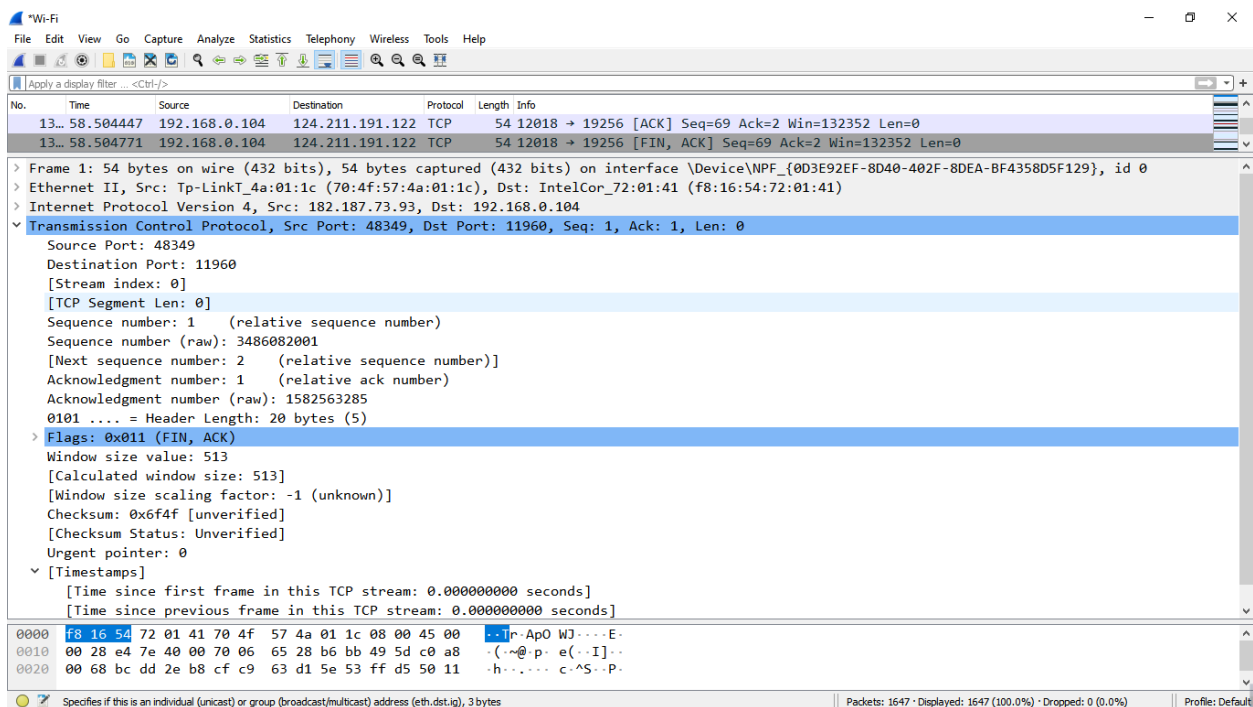 *Wi-Fi
File Edit View Go Capture Analyze Statistics Telephony Wireless Tools Help
Apply a display filter ... <Ctrl-/>
No. Time Source Destination Protocol Length Info
13… 58.504447 192.168.0.104 124.211.191.122 TCP 54 12018 → 19256 [ACK] Seq=69 Ack=2 Win=132352 Len=0
13… 58.504771 192.168.0.104 124.211.191.122 TCP 54 12018 → 19256 [FIN, ACK] Seq=69 Ack=2 Win=132352 Len=0
Frame 1: 54 bytes on wire (432 bits), 54 bytes captured (432 bits) on interface \Device\NPF_{0D3E92EF-8D40-402F-8DEA-BF4358D5F129}, id 0
Ethernet II, Src: Tp-LinkT_4a:01:1c (70:4f:57:4a:01:1c), Dst: IntelCor_72:01:41 (f8:16:54:72:01:41)
Internet Protocol Version 4, Src: 182.187.73.93, Dst: 192.168.0.104
Transmission Control Protocol, Src Port: 48349, Dst Port: 11960, Seq: 1, Ack: 1, Len: 0
Source Port: 48349
Destination Port: 11960
[Stream index: 0]
[TCP Segment Len: 0]
Sequence number: 1 (relative sequence number)
Sequence number (raw): 3486082001
[Next sequence number: 2 (relative sequence number)]
Acknowledgment number: 1 (relative ack number)
Acknowledgment number (raw): 1582563285
0101 .... = Header Length: 20 bytes (5)
Flags: 0x011 (FIN, ACK)
Window size value: 513
[Calculated window size: 513]
[Window size scaling factor: -1 (unknown)]
Checksum: 0x6f4f [unverified]
[Checksum Status: Unverified]
Urgent pointer: 0
[Timestamps]
[Time since first frame in this TCP stream: 0.000000000 seconds]
[Time since previous frame in this TCP stream: 0.000000000 seconds]
0000 f8 16 54 72 01 41 70 4f 57 4a 01 1c 08 00 45 00 ··Tr·ApO WJ····E·
0010 00 28 e4 7e 40 00 70 06 65 28 b6 bb 49 5d c0 a8 ·(·~@·p· e(··I]··
0020 00 68 bc dd 2e b8 cf c9 63 d1 5e 53 ff d5 50 11 ·h··.··· c·^S··P·
Specifies if this is an individual (unicast) or group (broadcast/multicast) address (eth.dst.ig), 3 bytes Packets: 1647 · Displayed: 1647 (100.0%) · Dropped: 0 (0.0%) Profile: Default